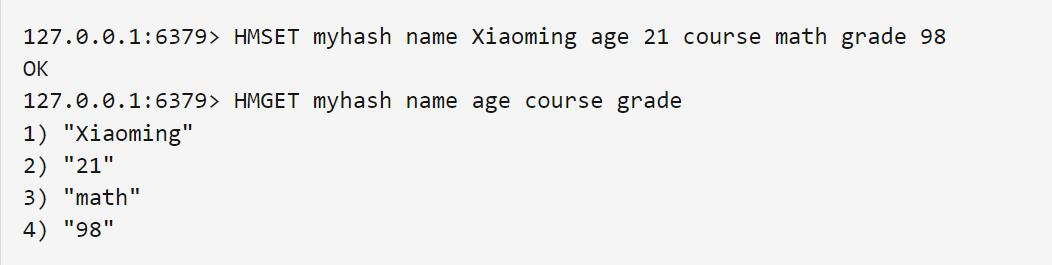 127.0.0.1:6379> HMSET myhash name Xiaoming age 21 course math grade 98
OK
127.0.0.1:6379> HMGET myhash name age course grade
1) "Xiaoming"
2) "21"
3) "math"
4) "98"